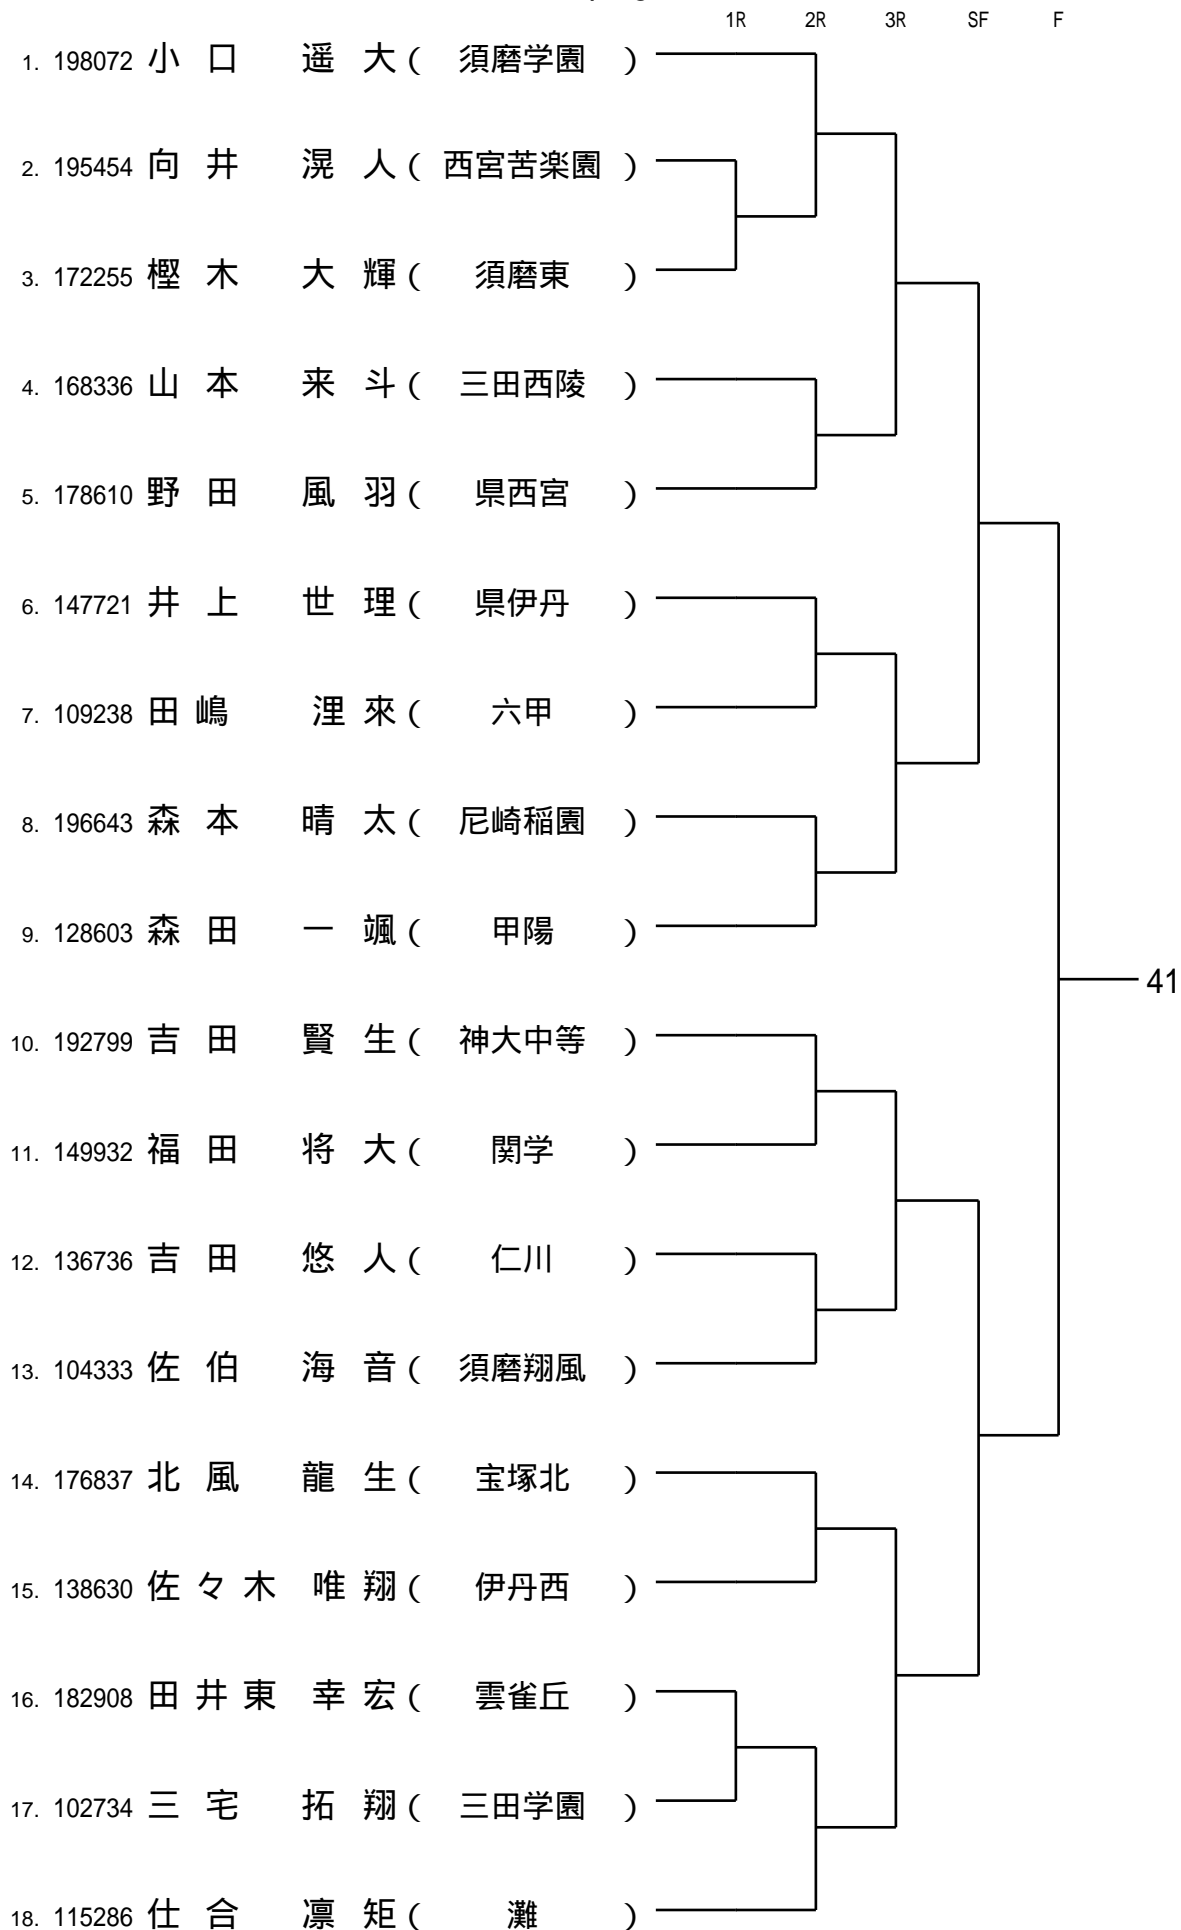 1R 2R 3R SF F
1. 198072 小 口 遥 大 ( 須磨学園 )
2. 195454 向 井 滉 人 ( 西宮苦楽園 )
3. 172255 樫 木 大 輝 ( 須磨東 )
4. 168336 山 本 来 斗 ( 三田西陵 )
5. 178610 野 田 風 羽 ( 県西宮 )
6. 147721 井 上 世 理 ( 県伊丹 )
7. 109238 田 嶋 浬 來 ( 六甲 )
8. 196643 森 本 晴 太 ( 尼崎稲園 )
9. 128603 森 田 一 颯 ( 甲陽 )
41
10. 192799 吉 田 賢 生 ( 神大中等 )
11. 149932 福 田 将 大 ( 関学 )
12. 136736 吉 田 悠 人 ( 仁川 )
13. 104333 佐 伯 海 音 ( 須磨翔風 )
14. 176837 北 風 龍 生 ( 宝塚北 )
15. 138630 佐 々 木 唯 翔 ( 伊丹西 )
16. 182908 田 井 東 幸 宏 ( 雲雀丘 )
17. 102734 三 宅 拓 翔 ( 三田学園 )
18. 115286 仕 合 凛 矩 ( 灘 )